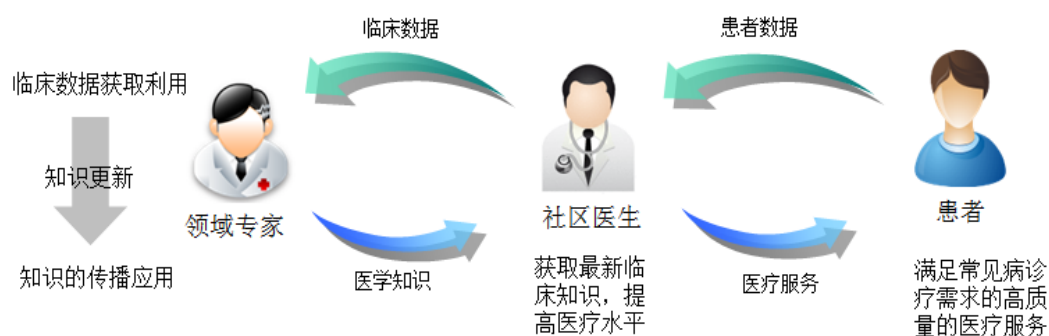 临床数据
患者数据
临床数据获取利用
知识更新
知识的传播应用
领域专家
社区医生
患者
医学知识
医疗服务
获取最新临
床知识，提
高医疗水平
满足常见病诊
疗需求的高质
量的医疗服务